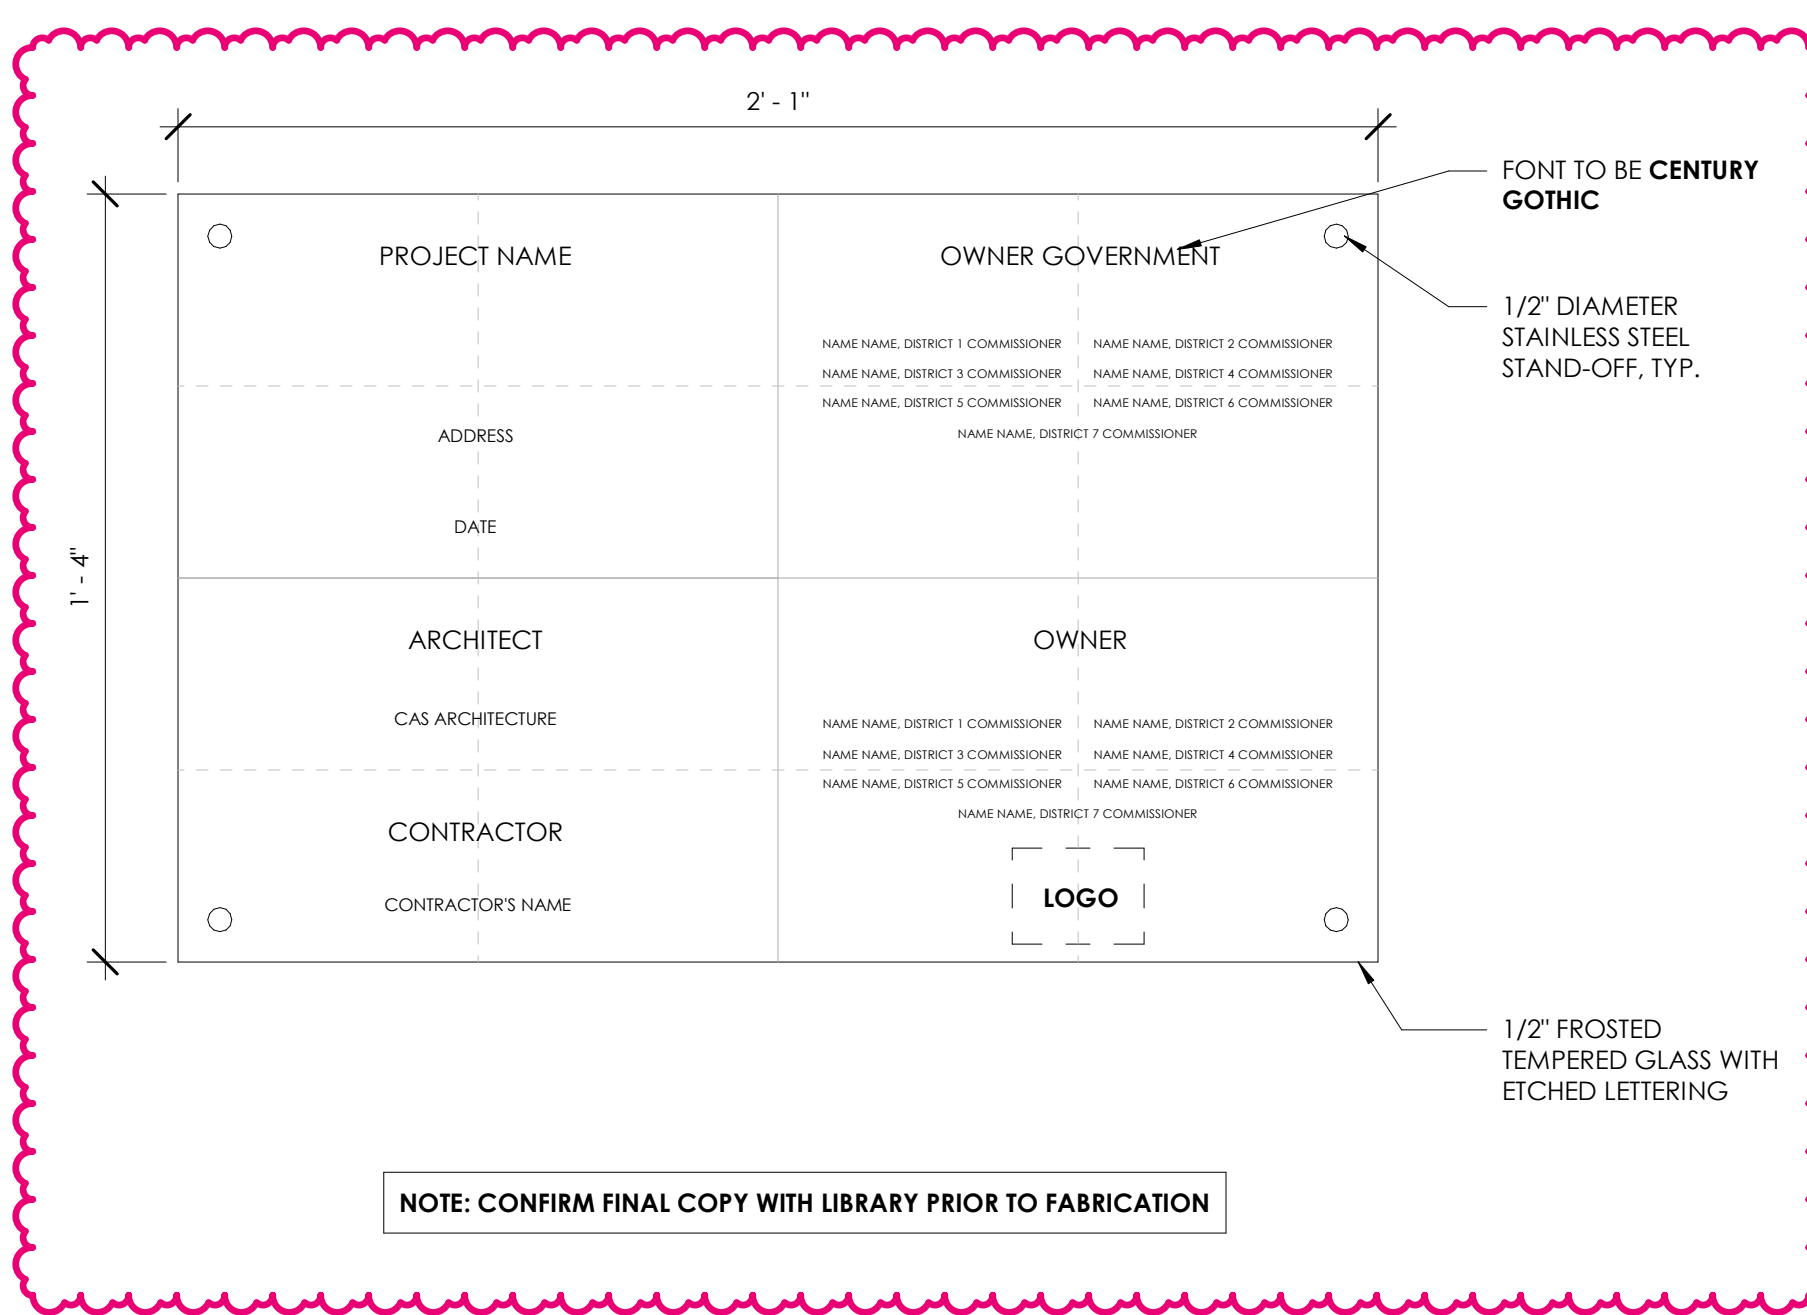 2' - 1"
FONT TO BE CENTURY
GOTHIC
PROJECT NAME
OWNER GOVERNMENT
1/2" DIAMETER
STAINLESS STEEL
STAND-OFF, TYP.
NAME NAME, DISTRICT 1 COMMISSIONER NAME NAME, DISTRICT 2 COMMISSIONER
NAME NAME, DISTRICT 3 COMMISSIONER NAME NAME, DISTRICT 4 COMMISSIONER
NAME NAME, DISTRICT 5 COMMISSIONER NAME NAME, DISTRICT 6 COMMISSIONER
NAME NAME, DISTRICT 7 COMMISSIONER
ADDRESS
DATE
1' - 4"
ARCHITECT
CAS ARCHITECTURE
CONTRACTOR
CONTRACTOR'S NAME
OWNER
NAME NAME, DISTRICT 1 COMMISSIONER NAME NAME, DISTRICT 2 COMMISSIONER
NAME NAME, DISTRICT 3 COMMISSIONER NAME NAME, DISTRICT 4 COMMISSIONER
NAME NAME, DISTRICT 5 COMMISSIONER NAME NAME, DISTRICT 6 COMMISSIONER
NAME NAME, DISTRICT 7 COMMISSIONER
LOGO
1/2" FROSTED
TEMPERED GLASS WITH
ETCHED LETTERING
NOTE: CONFIRM FINAL COPY WITH LIBRARY PRIOR TO FABRICATION